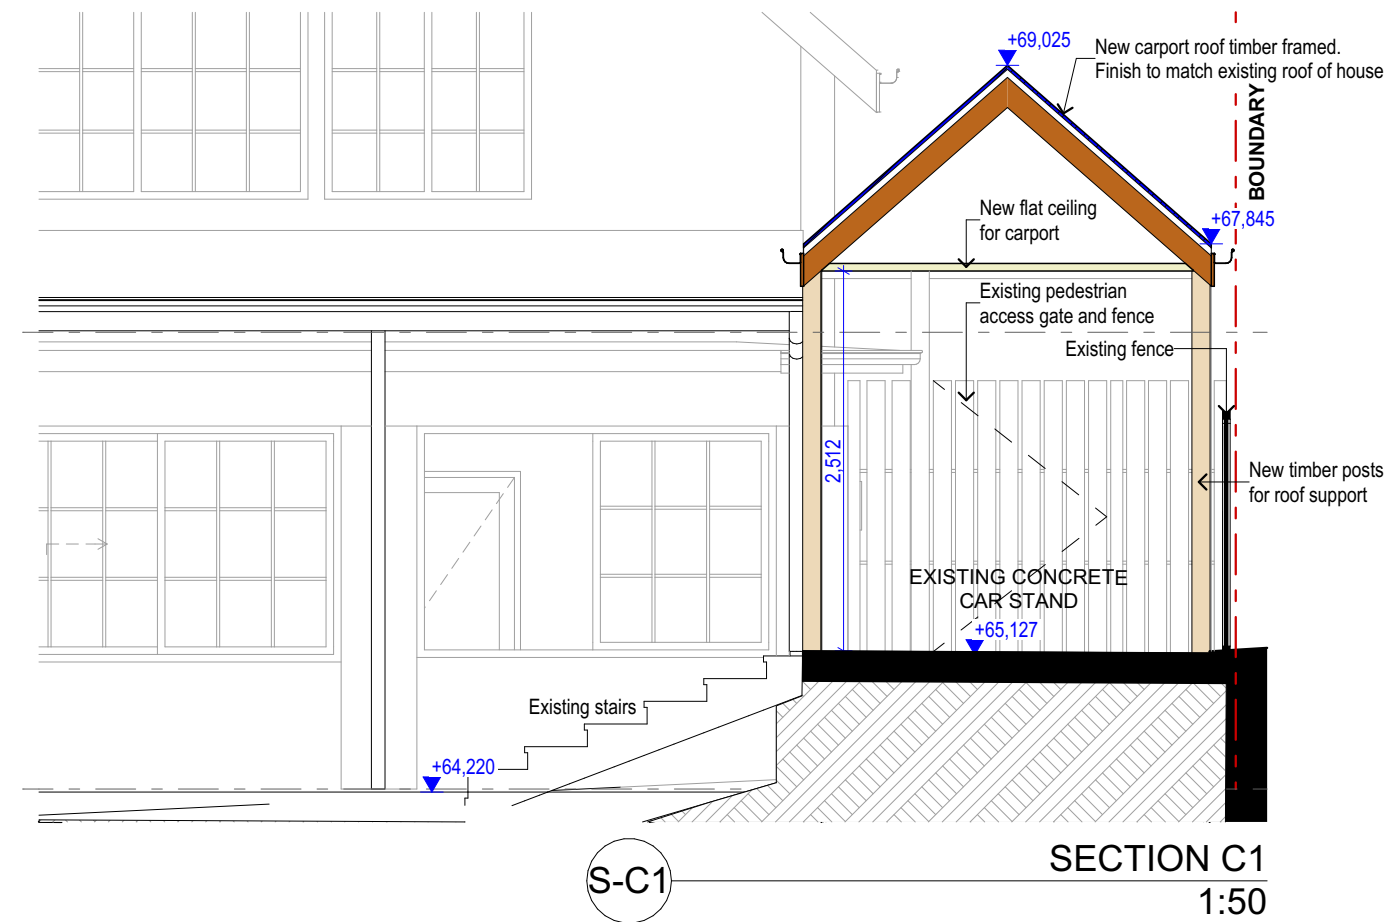 +69,025
New carport roof timber framed.
Finish to match existing roof of house
BOUNDARY
+67,845
New flat ceiling
for carport
Existing pedestrian
access gate and fence
Existing fence
2,512
New timber posts
for roof support
EXISTING CONCRETE
CAR STAND
+65,127
Existing stairs
+64,220
S-C1
SECTION C1
1:50